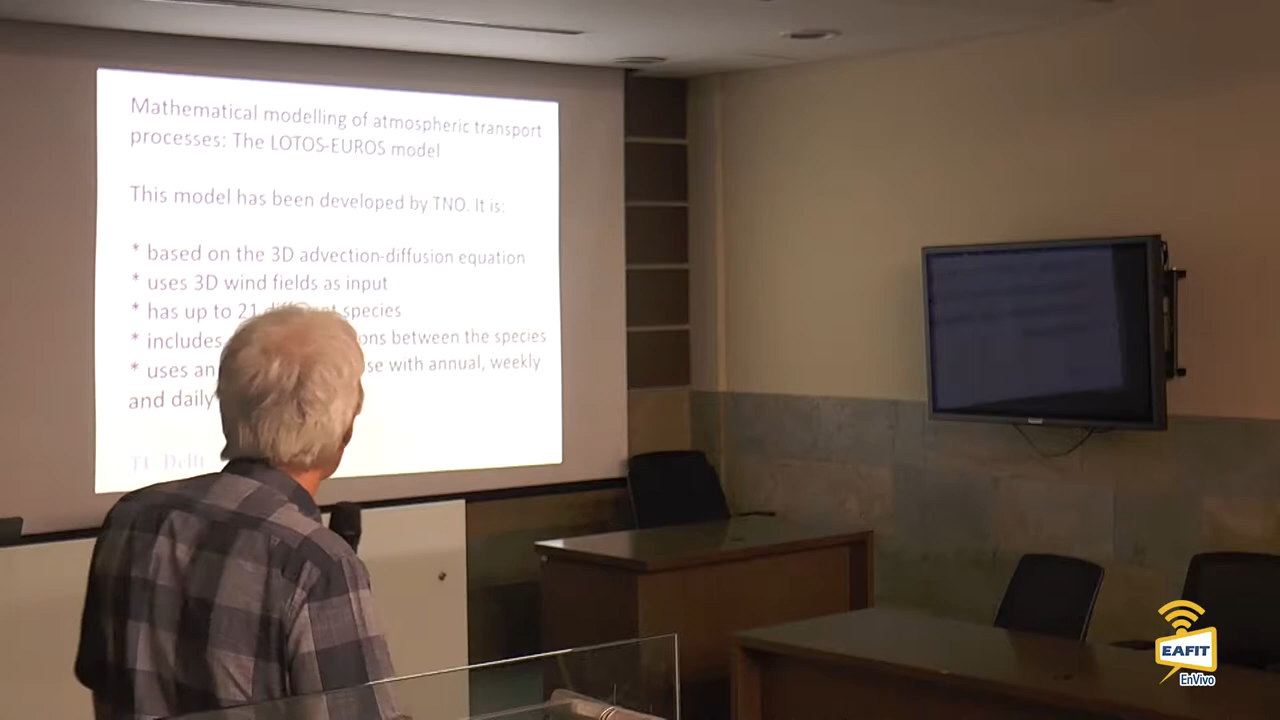 Mathematical modelling of atmospheric transport
processes: The LOTOS-EUROS model
This model has been developed by TNO. It is:
* based on the 3D advection-diffusion equation
* uses 3D wind fields as input
* has up to 21 different species
* includes ons between the species
* uses an se with annual, weekly
and daily
TU Delft
EAFIT
EnVivo